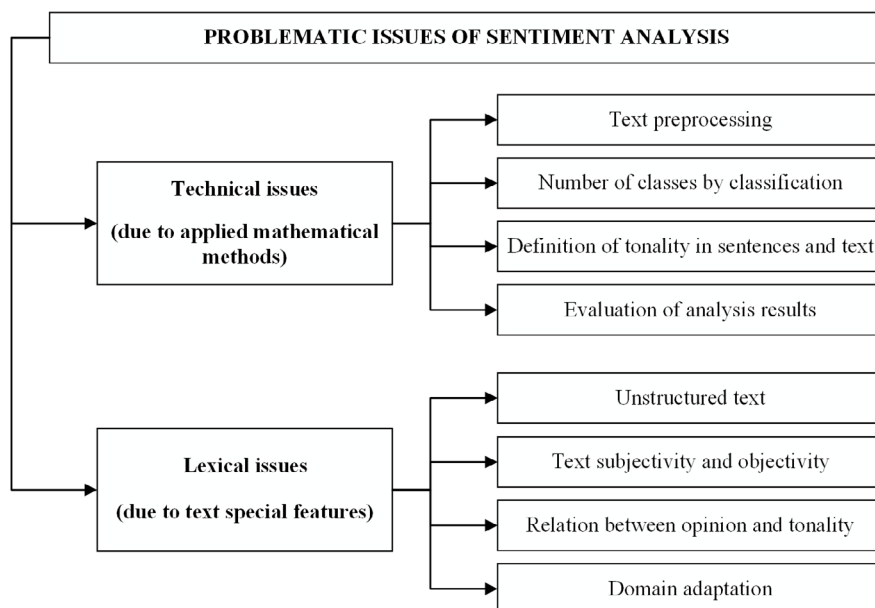 PROBLEMATIC ISSUES OF SENTIMENT ANALYSIS
Technical issues
(due to applied mathematical
methods)
Text preprocessing
Number of classes by classification
Definition of tonality in sentences and text
Evaluation of analysis results
Lexical issues
(due to text special features)
Unstructured text
Text subjectivity and objectivity
Relation between opinion and tonality
Domain adaptation